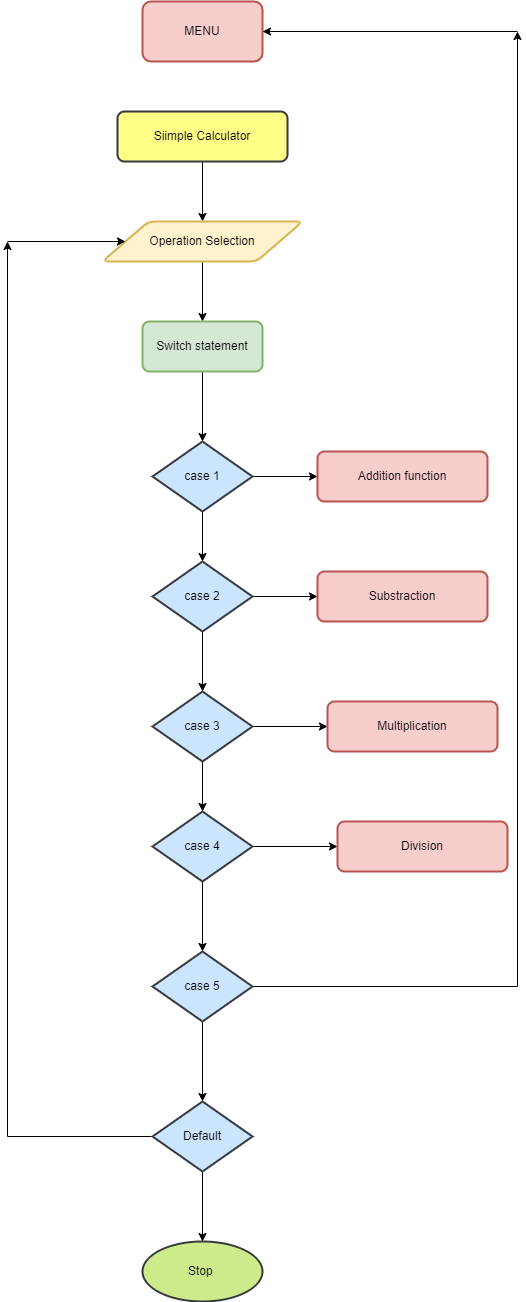 MENU
Siimple Calculator
Operation Selection
Switch statement
case 1
Addition function
case 2
Substraction
case 3
Multiplication
case 4
Division
case 5
Default
Stop